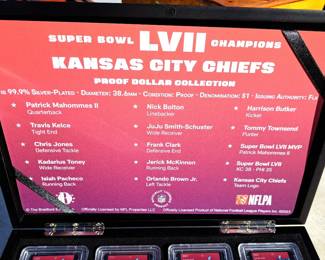 SUPER BOWL LVII CHAMPIONS
KANSAS CITY CHIEFS
PROOF DOLLAR COLLECTION
is 99.9% Silver-Plated • Diameter: 38.6mm • Condition: Proof • Denomination: $1 • Issuing Authority: Fi
Patrick Mahommes II
Quarterback
Nick Bolton
Linebacker
Harrison Butker
Kicker
Travis Kelce
Tight End
JuJu Smith-Schuster
Wide Receiver
Tommy Townsend
Punter
Chris Jones
Defensive Tackle
Frank Clark
Defensive End
Super Bowl LVII MVP
Patrick Mahommes II
Kadarius Toney
Wide Receiver
Jerick McKinnon
Running Back
Super Bowl LVII
KC 38 - PHI 35
Isiah Pacheco
Running Back
Orlando Brown Jr.
Left Tackle
Kansas City Chiefs
Team Logo
NFLPA
The Bradford
Officially Licensed by NFL Properties LLC
Officially Licensed Product of National Football League Players Inc.